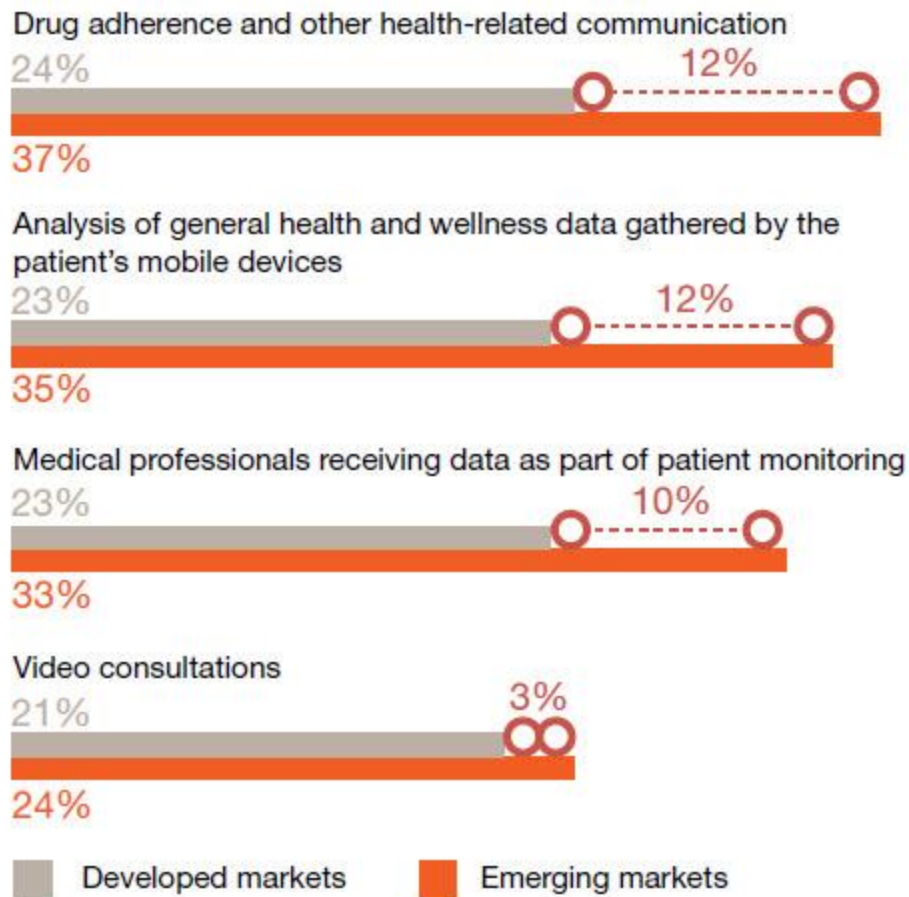 Drug adherence and other health-related communication
24%
12%
37%
Analysis of general health and wellness data gathered by the
patient's mobile devices
23%
12%
35%
Medical professionals receiving data as part of patient monitoring
23%
10%
33%
Video consultations
21%
3%
24%
Developed markets
Emerging markets